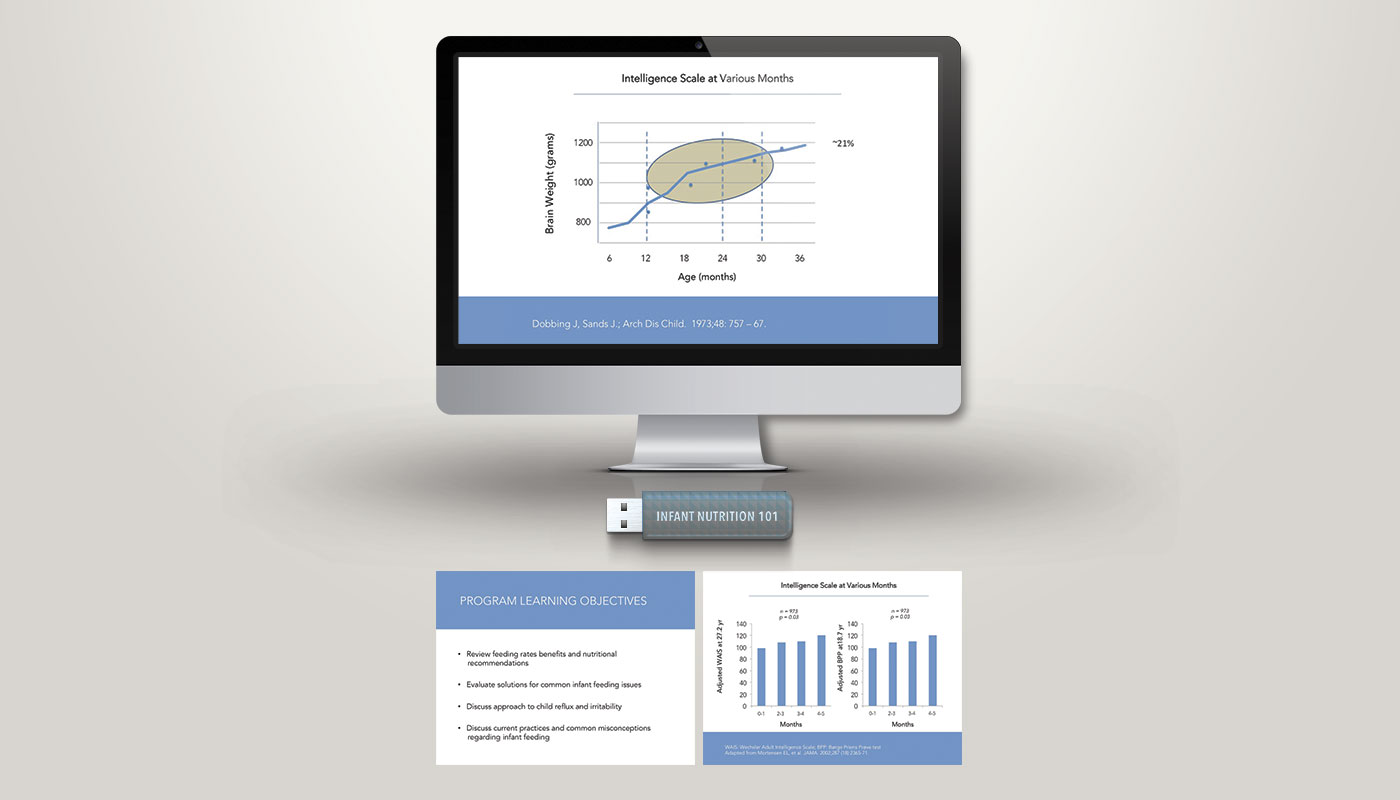 Intelligence Scale at Various Months
Brain Weight (grams)
1200
1000
800
~21%
6 12 18 24 30 36
Age (months)
Dobbing J, Sands J.; Arch Dis Child. 1973;48: 757 – 67.
INFANT NUTRITION 101
PROGRAM LEARNING OBJECTIVES
• Review feeding rates benefits and nutritional
recommendations
• Evaluate solutions for common infant feeding issues
• Discuss approach to child reflux and irritability
• Discuss current practices and common misconceptions
regarding infant feeding
Intelligence Scale at Various Months
n = 973
p = 0.03
Adjusted WAIS at 27.2 yr
140
120
100
80
60
40
20
0
0-1 2-3 3-4 4-5
Months
n = 973
p = 0.03
Adjusted BPP at18.7 yr
140
120
100
80
60
40
20
0
0-1 2-3 3-4 4-5
Months
WAIS: Wechsler Adult Intelligence Scale; BPP: Børge Priens Prøve test
Adapted from Mortensen EL, et al. JAMA. 2002;287 (18):2365-71.